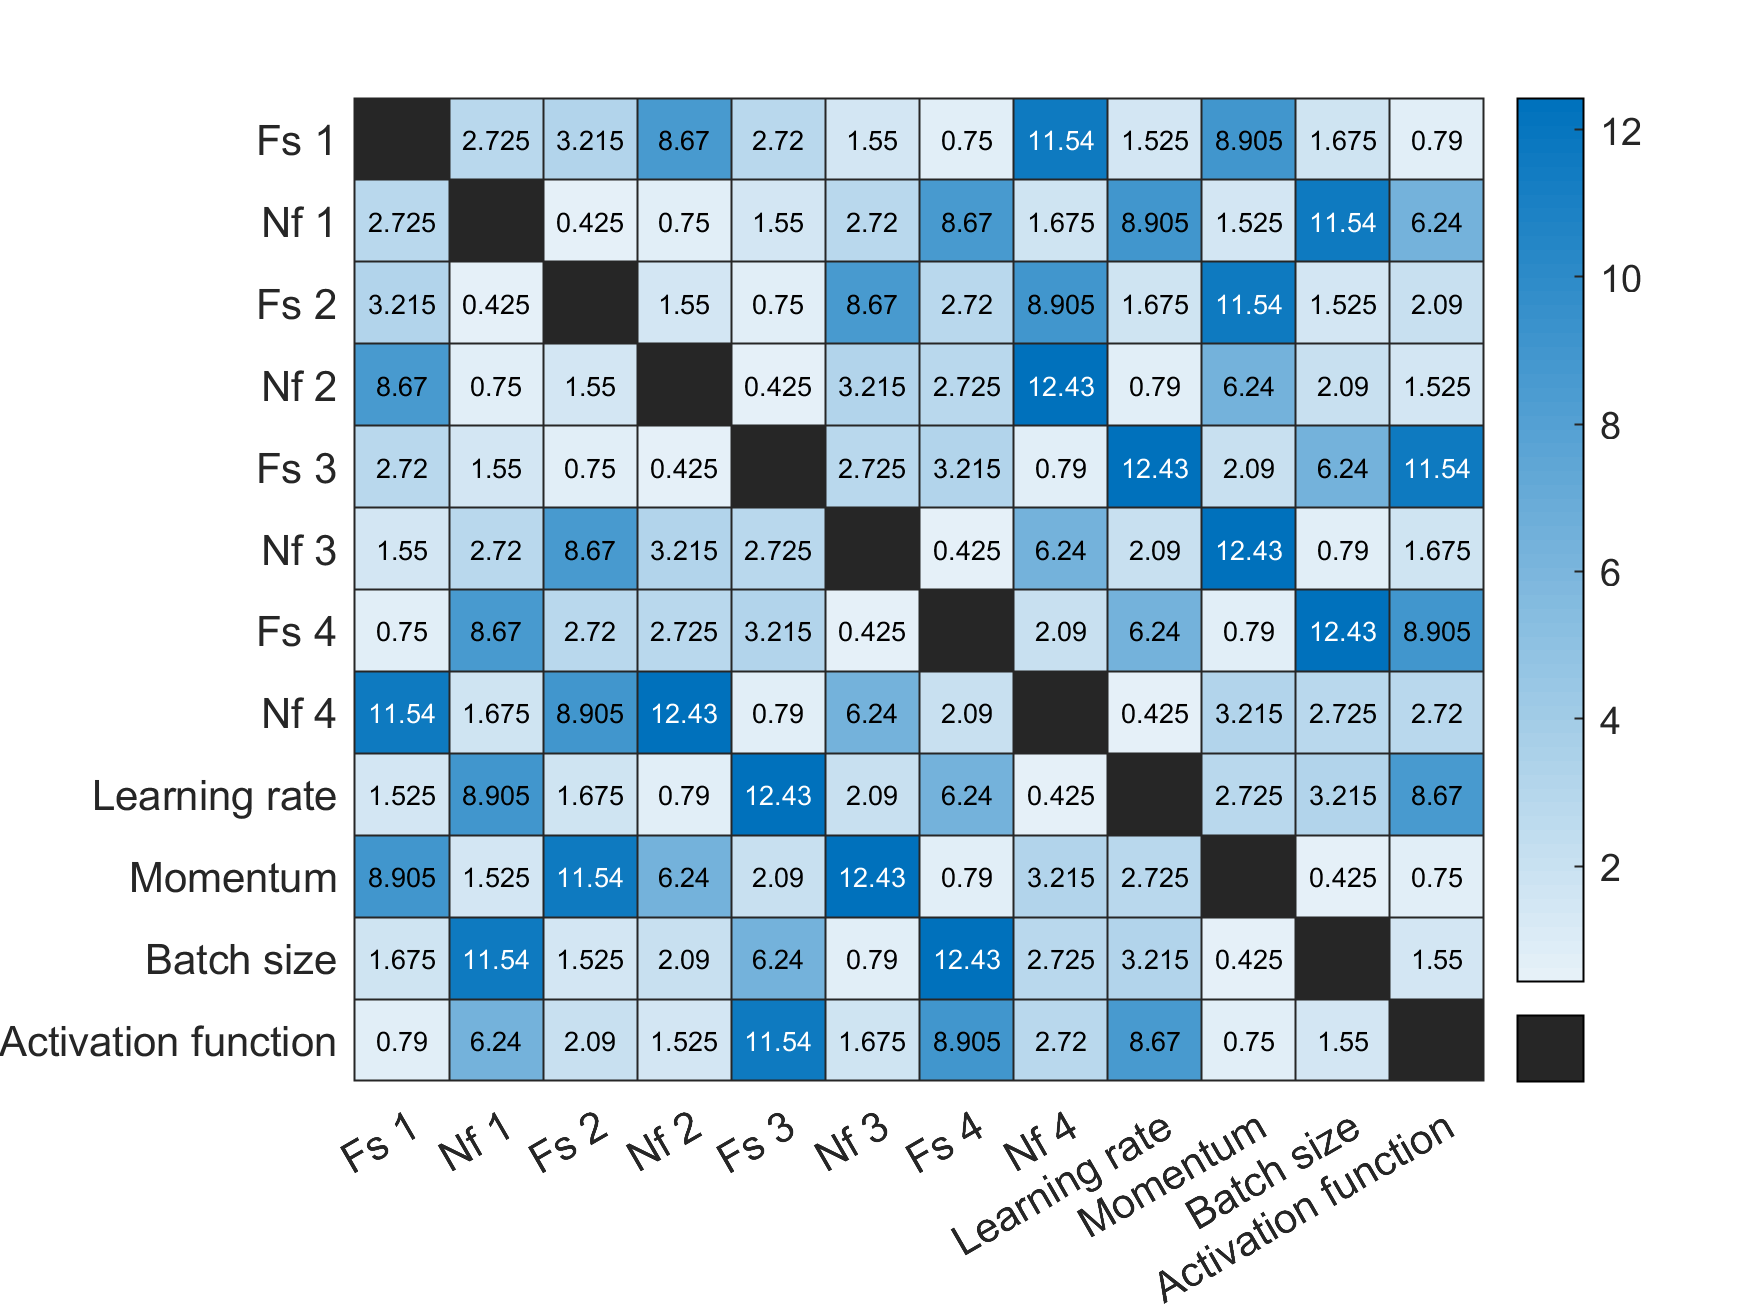 Fs 1 2.725 3.215 8.67 2.72 1.55 0.75 11.54 1.525 8.905 1.675 0.79
Nf 1 2.725 0.425 0.75 1.55 2.72 8.67 1.675 8.905 1.525 11.54 6.24
Fs 2 3.215 0.425 1.55 0.75 8.67 2.72 8.905 1.675 11.54 1.525 2.09
Nf 2 8.67 0.75 1.55 0.425 3.215 2.725 12.43 0.79 6.24 2.09 1.525
Fs 3 2.72 1.55 0.75 0.425 2.725 3.215 0.79 12.43 2.09 6.24 11.54
Nf 3 1.55 2.72 8.67 3.215 2.725 0.425 6.24 2.09 12.43 0.79 1.675
Fs 4 0.75 8.67 2.72 2.725 3.215 0.425 2.09 6.24 0.79 12.43 8.905
Nf 4 11.54 1.675 8.905 12.43 0.79 6.24 2.09 0.425 3.215 2.725 2.72
Learning rate 1.525 8.905 1.675 0.79 12.43 2.09 6.24 0.425 2.725 3.215 8.67
Momentum 8.905 1.525 11.54 6.24 2.09 12.43 0.79 3.215 2.725 0.425 0.75
Batch size 1.675 11.54 1.525 2.09 6.24 0.79 12.43 2.725 3.215 0.425 1.55
Activation function 0.79 6.24 2.09 1.525 11.54 1.675 8.905 2.72 8.67 0.75 1.55
Fs 1
Nf 1
Fs 2
Nf 2
Fs 3
Nf 3
Fs 4
Nf 4
Learning rate
Momentum
Batch size
Activation function
12
10
8
6
4
2